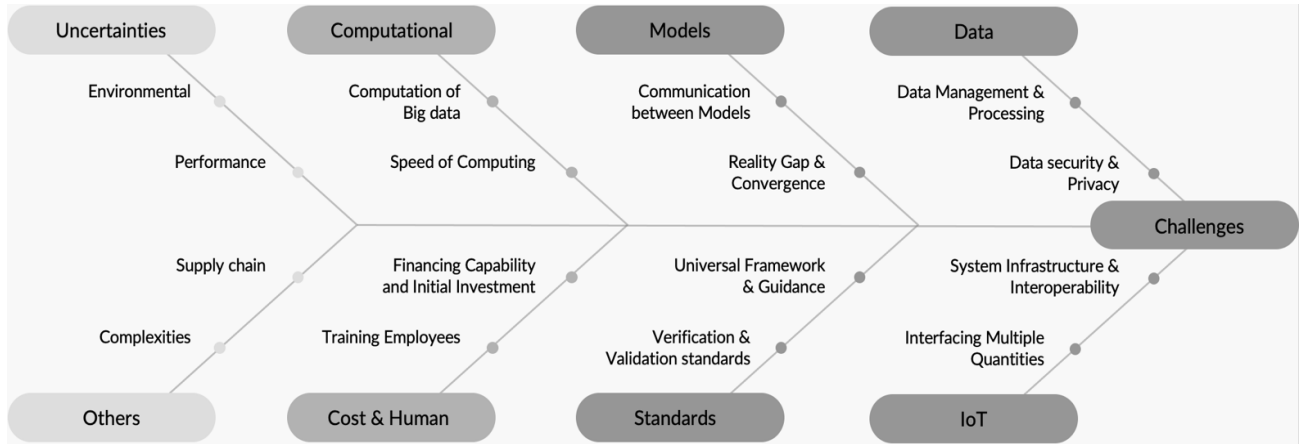 Uncertainties
Computational
Models
Data
Environmental
Computation of
Big data
Communication
between Models
Data Management &
Processing
Performance
Speed of Computing
Reality Gap &
Convergence
Data security &
Privacy
Challenges
Supply chain
Financing Capability
and Initial Investment
Universal Framework
& Guidance
System Infrastructure &
Interoperability
Complexities
Training Employees
Verification &
Validation standards
Interfacing Multiple
Quantities
Others
Cost & Human
Standards
IoT